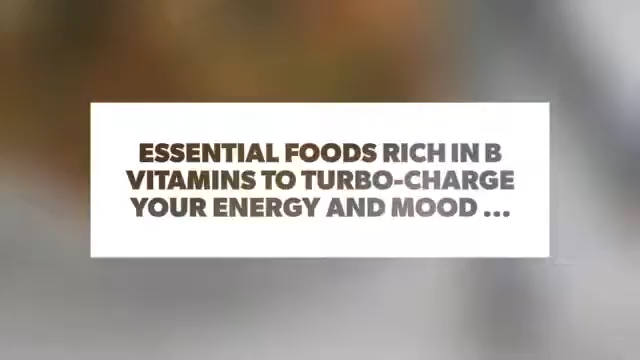 ESSENTIAL FOODS RICH IN B
VITAMINS TO TURBO-CHARGE
YOUR ENERGY AND MOOD ...